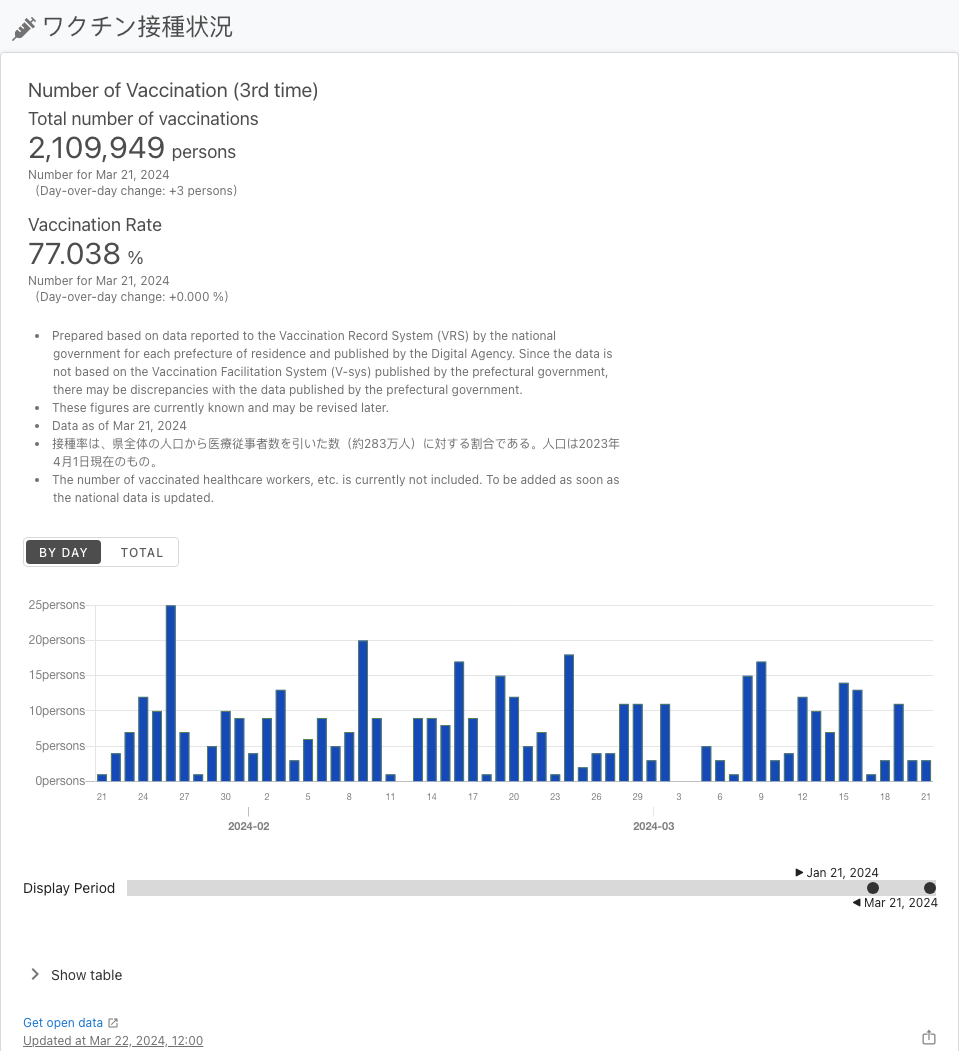 ワクチン接種状況
Number of Vaccination (3rd time)
Total number of vaccinations
2,109,949 persons
Number for Mar 21, 2024
(Day-over-day change: +3 persons)
Vaccination Rate
77.038 %
Number for Mar 21, 2024
(Day-over-day change: +0.000 %)
• Prepared based on data reported to the Vaccination Record System (VRS) by the national
government for each prefecture of residence and published by the Digital Agency. Since the data is
not based on the Vaccination Facilitation System (V-sys) published by the prefectural government,
there may be discrepancies with the data published by the prefectural government.
• These figures are currently known and may be revised later.
• Data as of Mar 21, 2024
• 接種率は、県全体の人口から医療従事者数を引いた数（約283万人）に対する割合である。人口は2023年
4月1日現在のもの。
• The number of vaccinated healthcare workers, etc. is currently not included. To be added as soon as
the national data is updated.
BY DAY TOTAL
25persons
20persons
15persons
10persons
5persons
0persons
21 24 27 30 2 5 8 11 14 17 20 23 26 29 3 6 9 12 15 18 21
2024-02 2024-03
Jan 21, 2024
Display Period
Mar 21, 2024
Show table
Get open data
Updated at Mar 22, 2024, 12:00